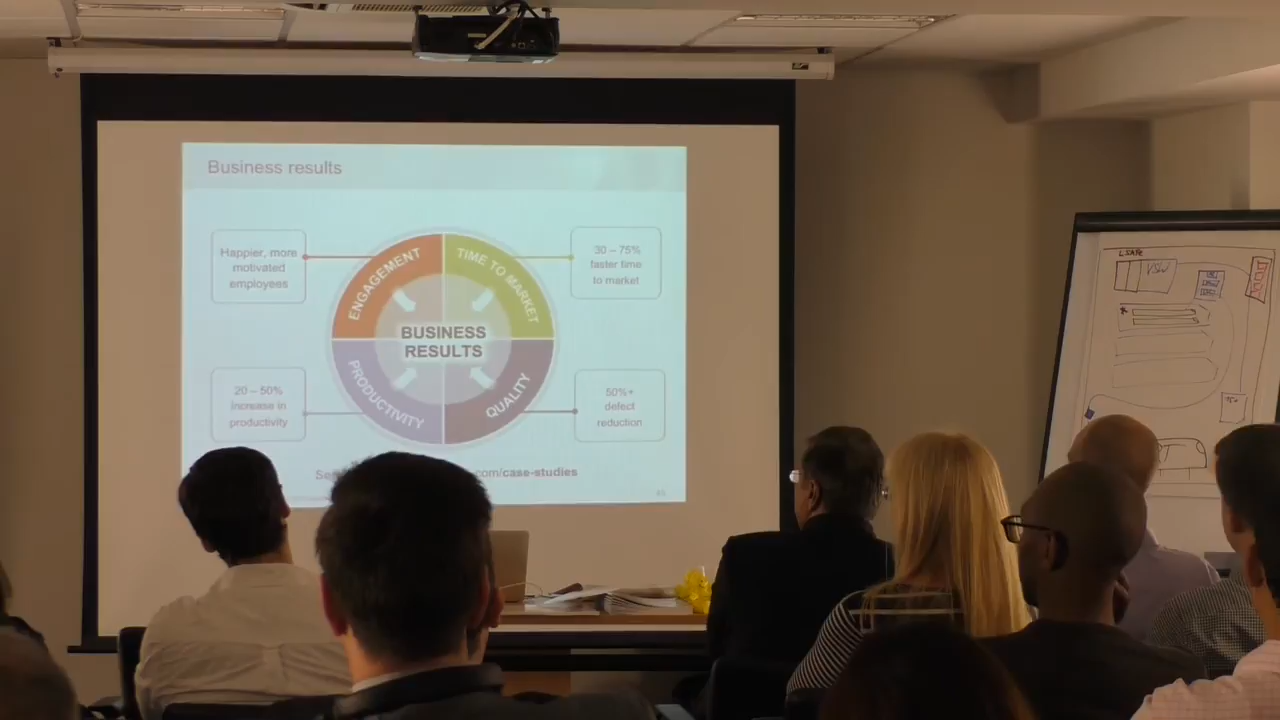 Business results
Happier, more
motivated
employees
30 – 75%
faster time
to market
ENGAGEMENT
TIME TO MARKET
BUSINESS
RESULTS
PRODUCTIVITY
QUALITY
20 – 50%
increase in
productivity
50%+
defect
reduction
com/case-studies